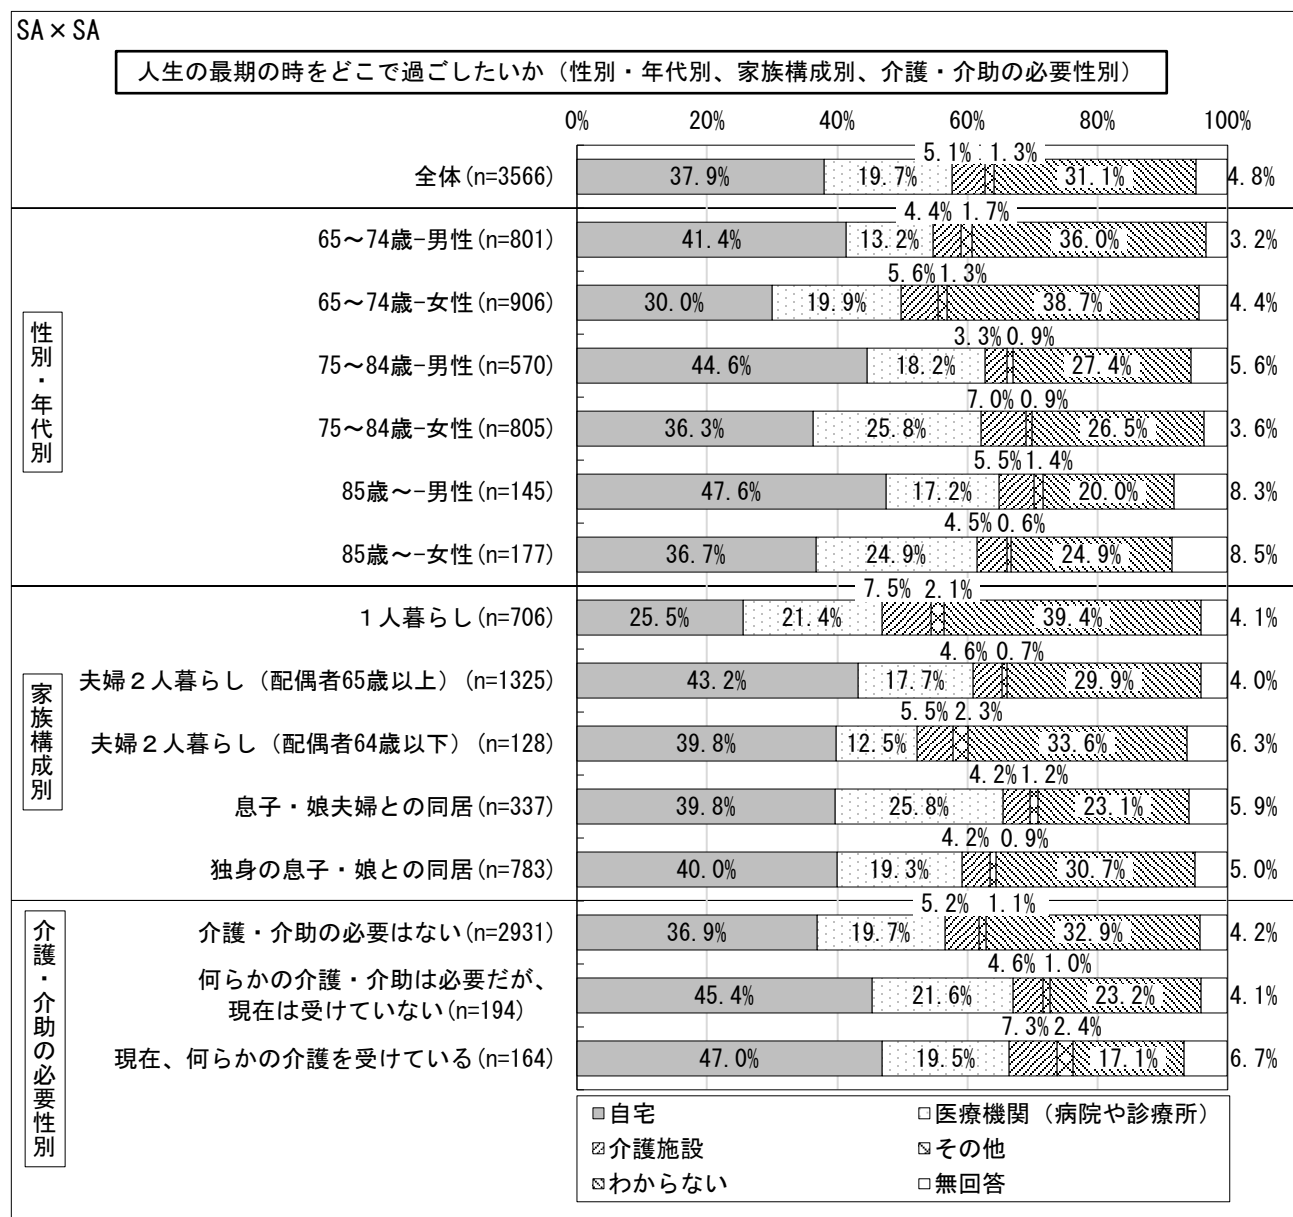 SA×SA
人生の最期の時をどこで過ごしたいか（性別・年代別、家族構成別、介護・介助の必要性別）
0% 20% 40% 60% 80% 100%
5.1% 1.3%
全体(n=3566) 37.9% 19.7% 31.1% 4.8%
性別・年代別
4.4% 1.7%
65～74歳-男性(n=801) 41.4% 13.2% 36.0% 3.2%
5.6% 1.3%
65～74歳-女性(n=906) 30.0% 19.9% 38.7% 4.4%
3.3% 0.9%
75～84歳-男性(n=570) 44.6% 18.2% 27.4% 5.6%
7.0% 0.9%
75～84歳-女性(n=805) 36.3% 25.8% 26.5% 3.6%
5.5% 1.4%
85歳～-男性(n=145) 47.6% 17.2% 20.0% 8.3%
4.5% 0.6%
85歳～-女性(n=177) 36.7% 24.9% 24.9% 8.5%
家族構成別
7.5% 2.1%
１人暮らし(n=706) 25.5% 21.4% 39.4% 4.1%
4.6% 0.7%
夫婦２人暮らし（配偶者65歳以上）(n=1325) 43.2% 17.7% 29.9% 4.0%
5.5% 2.3%
夫婦２人暮らし（配偶者64歳以下）(n=128) 39.8% 12.5% 33.6% 6.3%
4.2% 1.2%
息子・娘夫婦との同居(n=337) 39.8% 25.8% 23.1% 5.9%
4.2% 0.9%
独身の息子・娘との同居(n=783) 40.0% 19.3% 30.7% 5.0%
介護・介助の必要性別
5.2% 1.1%
介護・介助の必要はない(n=2931) 36.9% 19.7% 32.9% 4.2%
4.6% 1.0%
何らかの介護・介助は必要だが、
現在は受けていない(n=194) 45.4% 21.6% 23.2% 4.1%
7.3% 2.4%
現在、何らかの介護を受けている(n=164) 47.0% 19.5% 17.1% 6.7%
自宅 医療機関（病院や診療所）
介護施設 その他
わからない 無回答